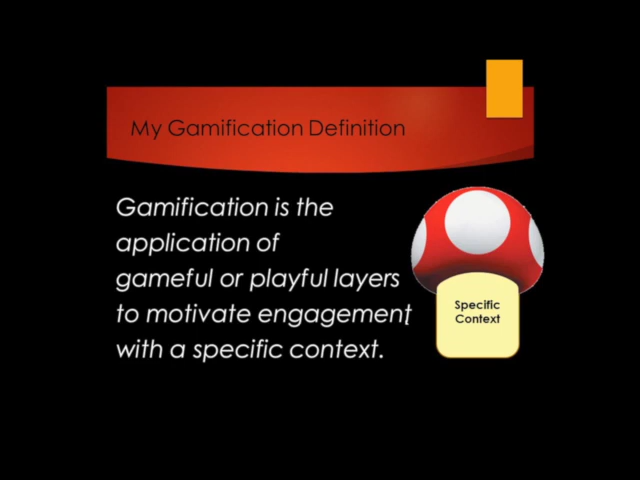 My Gamification Definition
Gamification is the
application of
gameful or playful layers
to motivate engagement
with a specific context.
Specific
Context